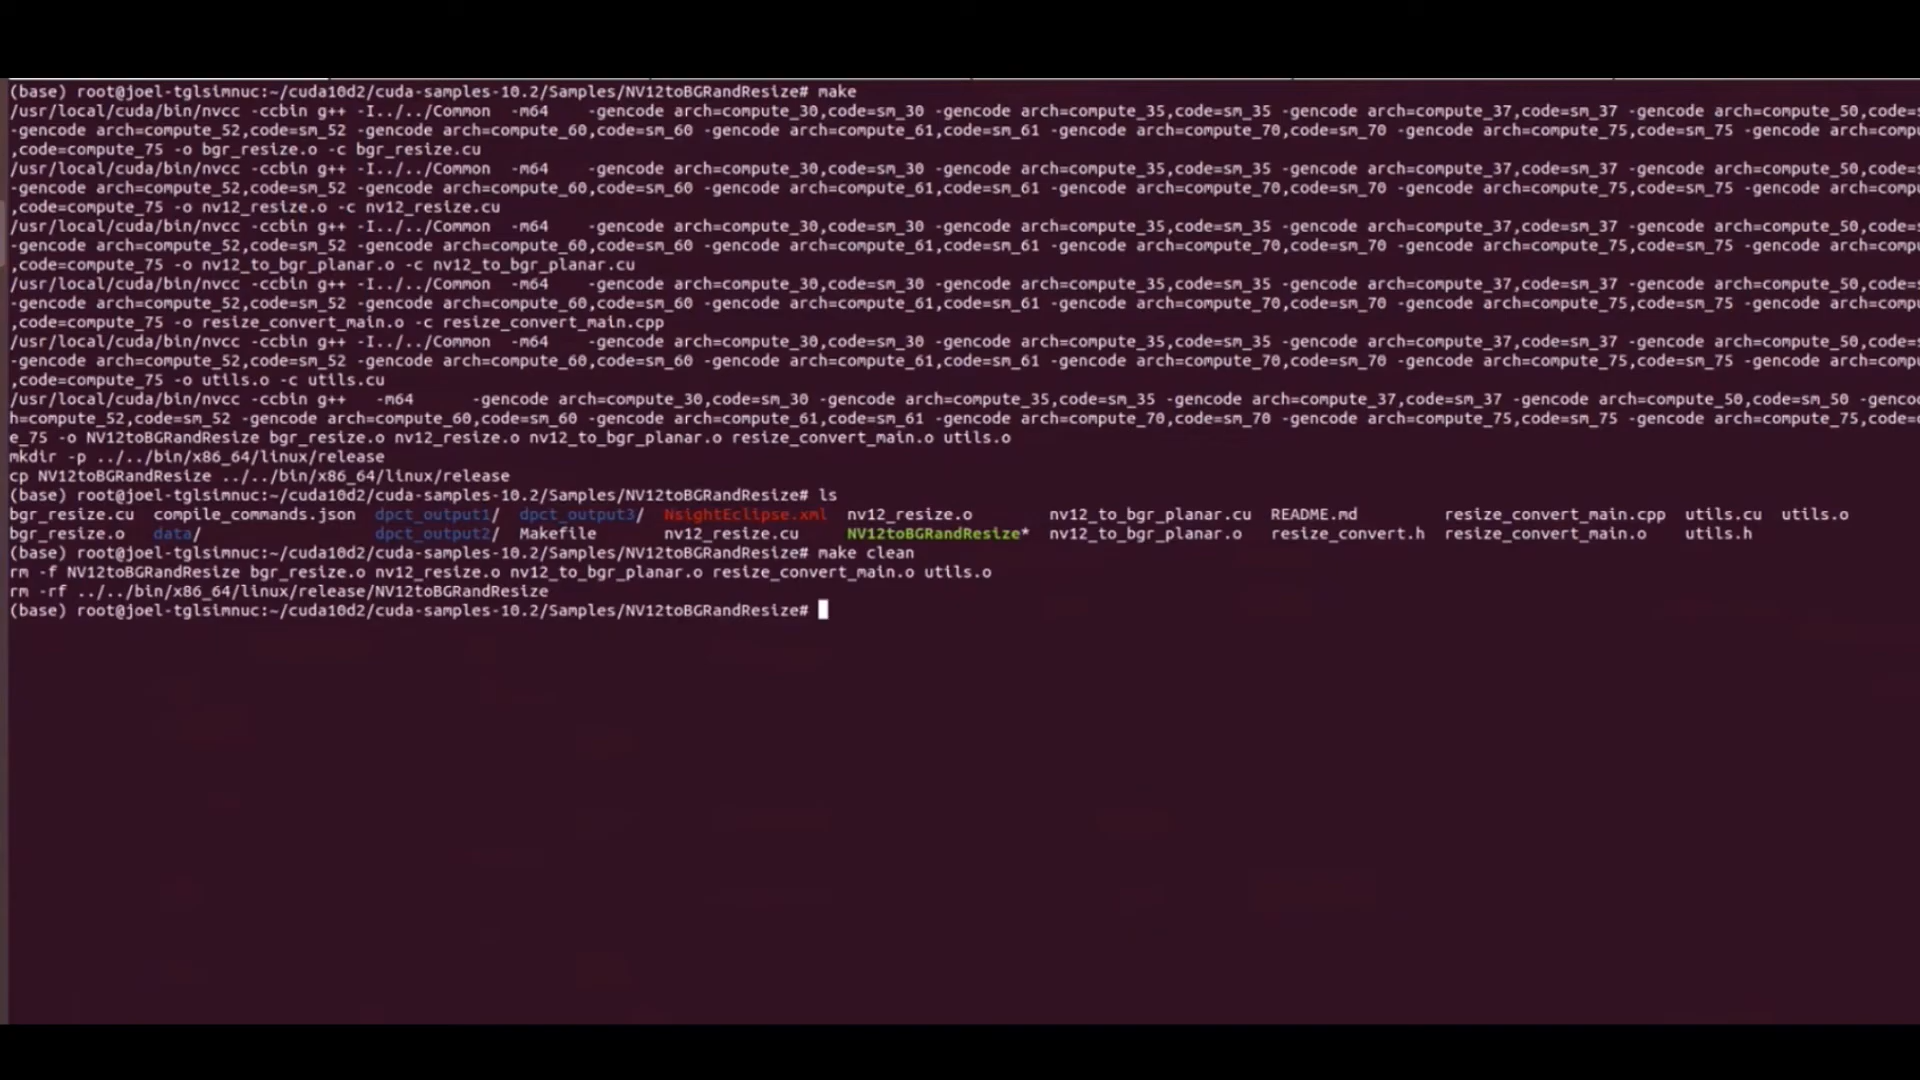 (base) root@joel-tglsimnuc:~/cuda10d2/cuda-samples-10.2/Samples/NV12toBGRandResize# make
/usr/local/cuda/bin/nvcc -ccbin g++ -I../../Common  -m64    -gencode arch=compute_30,code=sm_30 -gencode arch=compute_35,code=sm_35 -gencode arch=compute_37,code=sm_37 -gencode arch=compute_50,code=s
-gencode arch=compute_52,code=sm_52 -gencode arch=compute_60,code=sm_60 -gencode arch=compute_61,code=sm_61 -gencode arch=compute_70,code=sm_70 -gencode arch=compute_75,code=sm_75 -gencode arch=compu
,code=compute_75 -o bgr_resize.o -c bgr_resize.cu
/usr/local/cuda/bin/nvcc -ccbin g++ -I../../Common  -m64    -gencode arch=compute_30,code=sm_30 -gencode arch=compute_35,code=sm_35 -gencode arch=compute_37,code=sm_37 -gencode arch=compute_50,code=s
-gencode arch=compute_52,code=sm_52 -gencode arch=compute_60,code=sm_60 -gencode arch=compute_61,code=sm_61 -gencode arch=compute_70,code=sm_70 -gencode arch=compute_75,code=sm_75 -gencode arch=compu
,code=compute_75 -o nv12_resize.o -c nv12_resize.cu
/usr/local/cuda/bin/nvcc -ccbin g++ -I../../Common  -m64    -gencode arch=compute_30,code=sm_30 -gencode arch=compute_35,code=sm_35 -gencode arch=compute_37,code=sm_37 -gencode arch=compute_50,code=s
-gencode arch=compute_52,code=sm_52 -gencode arch=compute_60,code=sm_60 -gencode arch=compute_61,code=sm_61 -gencode arch=compute_70,code=sm_70 -gencode arch=compute_75,code=sm_75 -gencode arch=compu
,code=compute_75 -o nv12_to_bgr_planar.o -c nv12_to_bgr_planar.cu
/usr/local/cuda/bin/nvcc -ccbin g++ -I../../Common  -m64    -gencode arch=compute_30,code=sm_30 -gencode arch=compute_35,code=sm_35 -gencode arch=compute_37,code=sm_37 -gencode arch=compute_50,code=s
-gencode arch=compute_52,code=sm_52 -gencode arch=compute_60,code=sm_60 -gencode arch=compute_61,code=sm_61 -gencode arch=compute_70,code=sm_70 -gencode arch=compute_75,code=sm_75 -gencode arch=compu
,code=compute_75 -o resize_convert_main.o -c resize_convert_main.cpp
/usr/local/cuda/bin/nvcc -ccbin g++ -I../../Common  -m64    -gencode arch=compute_30,code=sm_30 -gencode arch=compute_35,code=sm_35 -gencode arch=compute_37,code=sm_37 -gencode arch=compute_50,code=s
-gencode arch=compute_52,code=sm_52 -gencode arch=compute_60,code=sm_60 -gencode arch=compute_61,code=sm_61 -gencode arch=compute_70,code=sm_70 -gencode arch=compute_75,code=sm_75 -gencode arch=compu
,code=compute_75 -o utils.o -c utils.cu
/usr/local/cuda/bin/nvcc -ccbin g++   -m64      -gencode arch=compute_30,code=sm_30 -gencode arch=compute_35,code=sm_35 -gencode arch=compute_37,code=sm_37 -gencode arch=compute_50,code=sm_50 -gencod
h=compute_52,code=sm_52 -gencode arch=compute_60,code=sm_60 -gencode arch=compute_61,code=sm_61 -gencode arch=compute_70,code=sm_70 -gencode arch=compute_75,code=sm_75 -gencode arch=compute_75,code=co
e_75 -o NV12toBGRandResize bgr_resize.o nv12_resize.o nv12_to_bgr_planar.o resize_convert_main.o utils.o
mkdir -p ../../bin/x86_64/linux/release
cp NV12toBGRandResize ../../bin/x86_64/linux/release
(base) root@joel-tglsimnuc:~/cuda10d2/cuda-samples-10.2/Samples/NV12toBGRandResize# ls
bgr_resize.cu  compile_commands.json  dpct_output1/  dpct_output3/  NsightEclipse.xml  nv12_resize.o        nv12_to_bgr_planar.cu  README.md         resize_convert_main.cpp  utils.cu  utils.o
bgr_resize.o   data/                  dpct_output2/  Makefile       nv12_resize.cu     NV12toBGRandResize*  nv12_to_bgr_planar.o   resize_convert.h  resize_convert_main.o    utils.h
(base) root@joel-tglsimnuc:~/cuda10d2/cuda-samples-10.2/Samples/NV12toBGRandResize# make clean
rm -f NV12toBGRandResize bgr_resize.o nv12_resize.o nv12_to_bgr_planar.o resize_convert_main.o utils.o
rm -rf ../../bin/x86_64/linux/release/NV12toBGRandResize
(base) root@joel-tglsimnuc:~/cuda10d2/cuda-samples-10.2/Samples/NV12toBGRandResize#